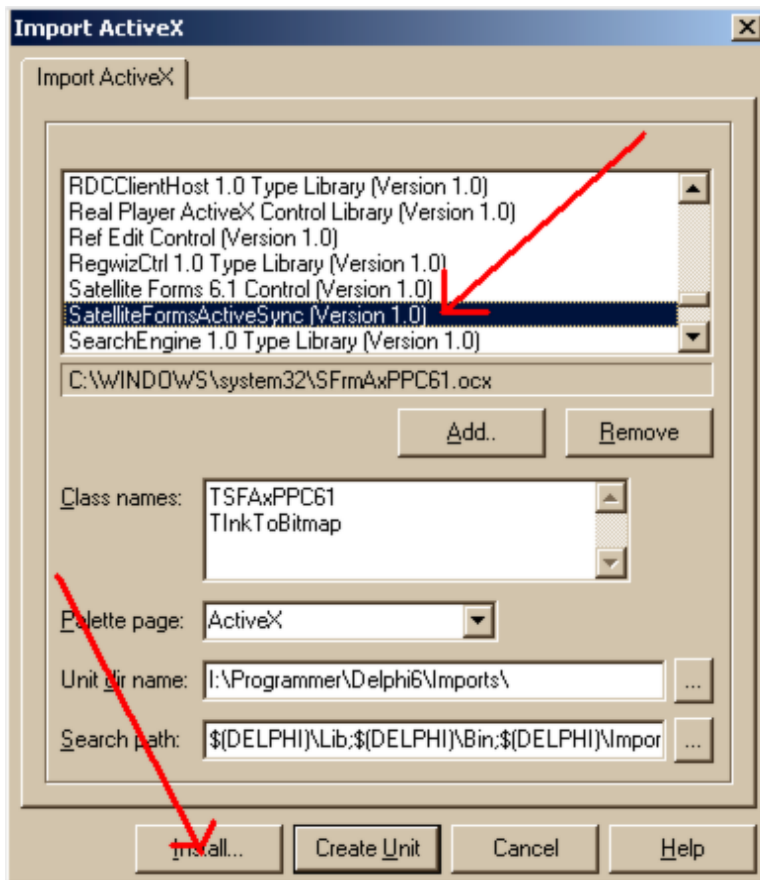 Import ActiveX
Import ActiveX
RDCClientHost 1.0 Type Library (Version 1.0)
Real Player ActiveX Control Library (Version 1.0)
Ref Edit Control (Version 1.0)
RegwizCtrl 1.0 Type Library (Version 1.0)
Satellite Forms 6.1 Control (Version 1.0)
SatelliteFormsActiveSync (Version 1.0)
SearchEngine 1.0 Type Library (Version 1.0)
C:\WINDOWS\system32\SFrmAxPPC61.ocx
Add.. Remove
Class names: TSFAxPPC61
TInkToBitmap
Palette page: ActiveX
Unit dir name: I:\Programmer\Delphi6\Imports\ ...
Search path: $(DELPHI)\Lib;$(DELPHI)\Bin;$(DELPHI)\Impor ...
Install... Create Unit Cancel Help